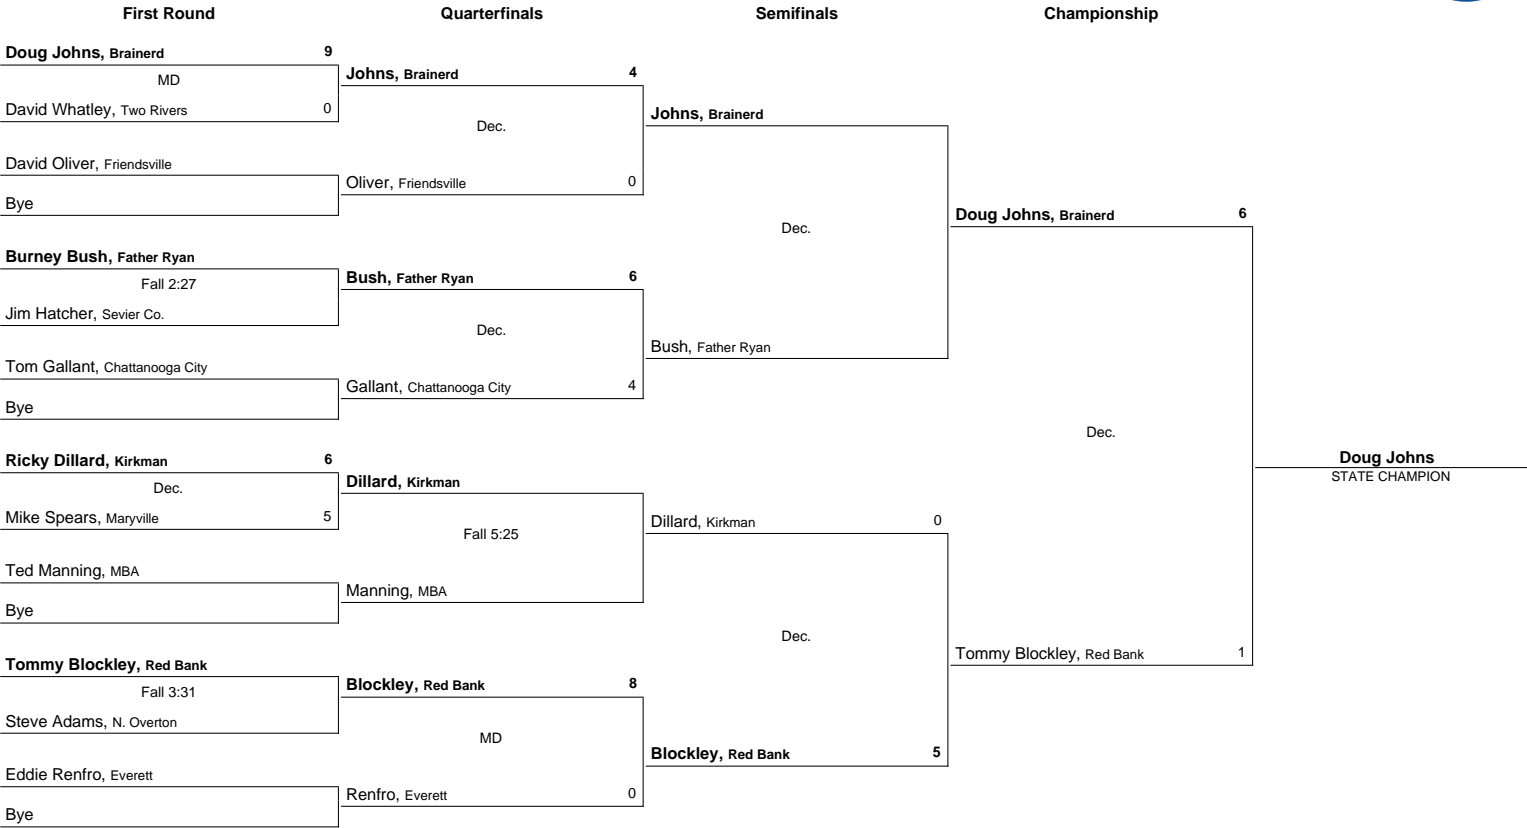 First Round Quarterfinals Semifinals Championship
Doug Johns, Brainerd 9
MD
David Whatley, Two Rivers 0
David Oliver, Friendsville
Bye
Burney Bush, Father Ryan
Fall 2:27
Jim Hatcher, Sevier Co.
Tom Gallant, Chattanooga City
Bye
Ricky Dillard, Kirkman 6
Dec.
Mike Spears, Maryville 5
Ted Manning, MBA
Bye
Tommy Blockley, Red Bank
Fall 3:31
Steve Adams, N. Overton
Eddie Renfro, Everett
Bye
Johns, Brainerd 4
Dec.
Oliver, Friendsville 0
Bush, Father Ryan 6
Dec.
Gallant, Chattanooga City 4
Dillard, Kirkman
Fall 5:25
Manning, MBA
Blockley, Red Bank 8
MD
Renfro, Everett 0
Johns, Brainerd
Dec.
Bush, Father Ryan
Dillard, Kirkman 0
Dec.
Blockley, Red Bank 5
Doug Johns, Brainerd 6
Dec.
Tommy Blockley, Red Bank 1
Doug Johns
STATE CHAMPION